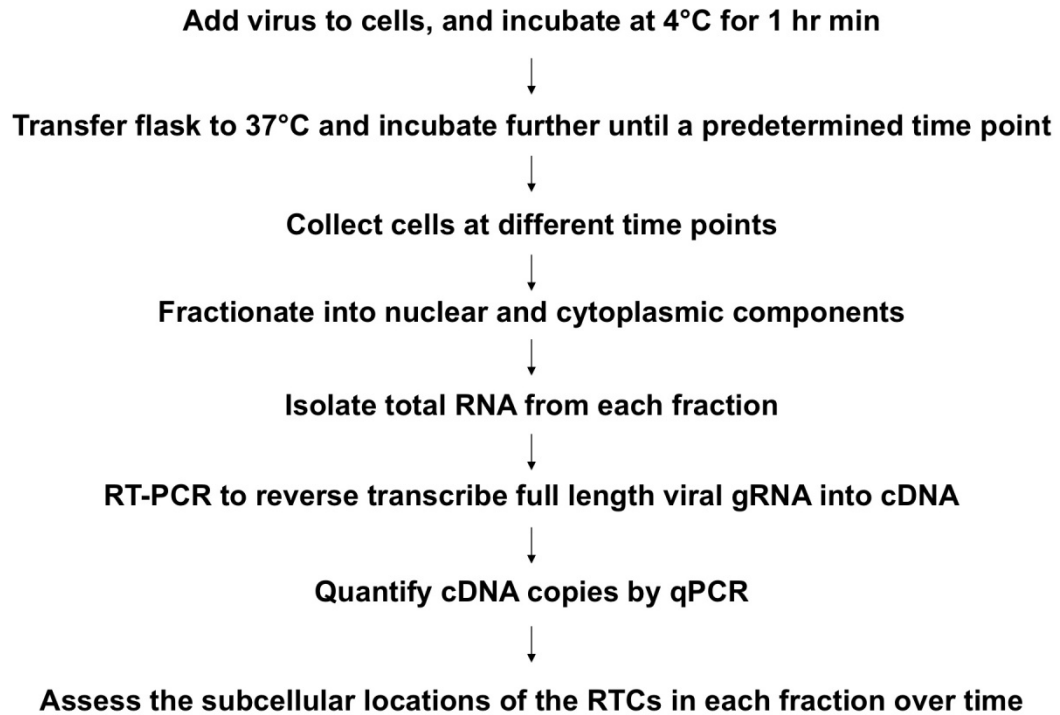 Add virus to cells, and incubate at 4°C for 1 hr min
Transfer flask to 37°C and incubate further until a predetermined time point
Collect cells at different time points
Fractionate into nuclear and cytoplasmic components
Isolate total RNA from each fraction
RT-PCR to reverse transcribe full length viral gRNA into cDNA
Quantify cDNA copies by qPCR
Assess the subcellular locations of the RTCs in each fraction over time